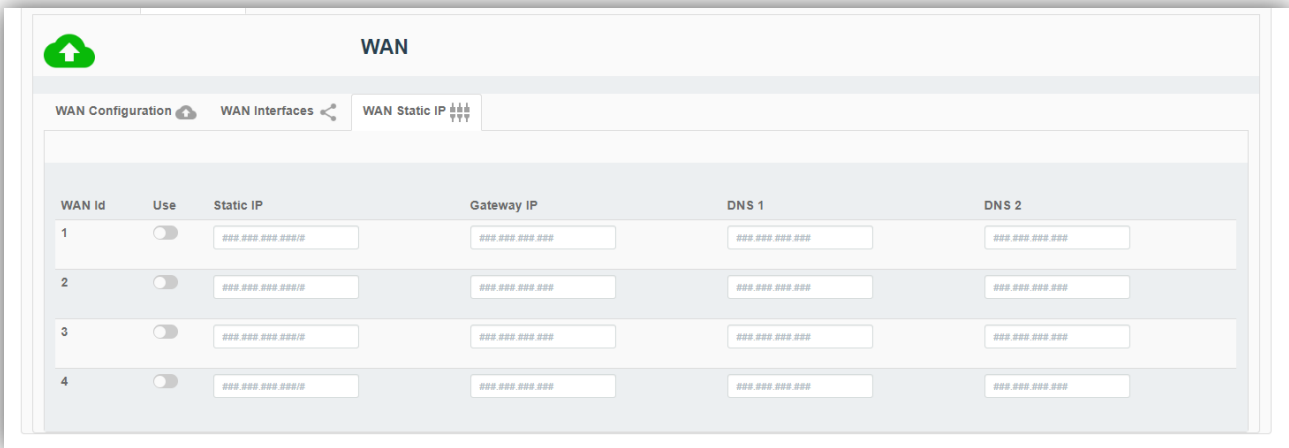 WAN
WAN Configuration WAN Interfaces WAN Static IP
WAN Id Use Static IP Gateway IP DNS 1 DNS 2
1 ###.###.###.###/# ###.###.###.### ###.###.###.### ###.###.###.###
2 ###.###.###.###/# ###.###.###.### ###.###.###.### ###.###.###.###
3 ###.###.###.###/# ###.###.###.### ###.###.###.### ###.###.###.###
4 ###.###.###.###/# ###.###.###.### ###.###.###.### ###.###.###.###